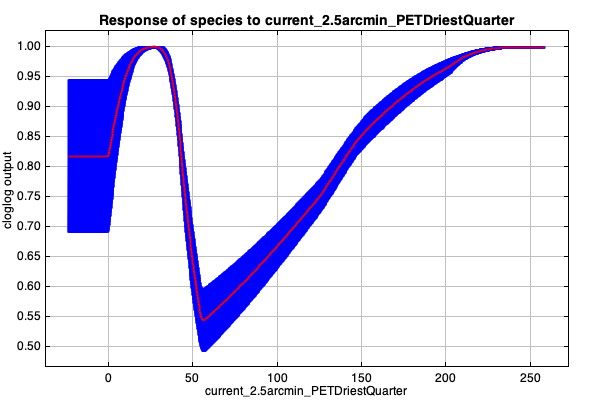 Response of species to current_2.5arcmin_PETDriestQuarter
1.00
0.95
0.90
0.85
0.80
0.75
0.70
0.65
0.60
0.55
0.50
cloglog output
0 50 100 150 200 250
current_2.5arcmin_PETDriestQuarter